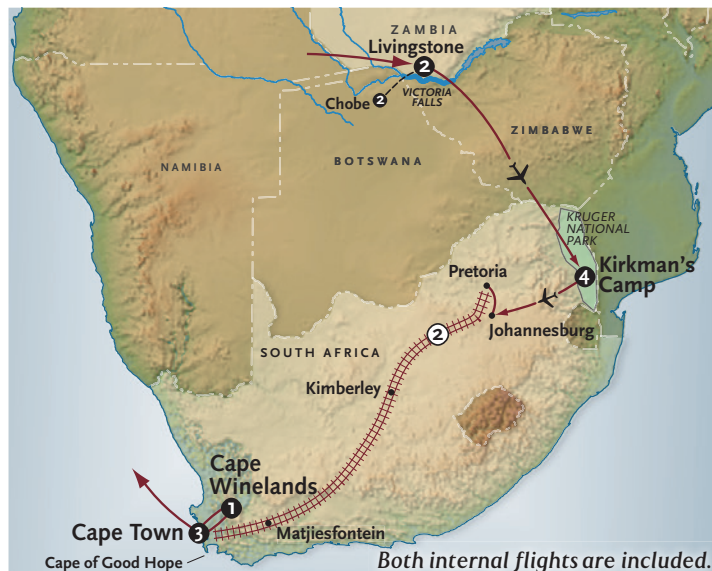 ZAMBIA
Livingstone
2
Chobe
2
VICTORIA
FALLS
ZIMBABWE
NAMIBIA
BOTSWANA
KRUGER
NATIONAL
PARK
Pretoria
4
Kirkman's
Camp
Johannesburg
2
SOUTH AFRICA
Kimberley
Cape
Winelands
1
Cape Town
3
Matjiesfontein
Cape of Good Hope
Both internal flights are included.